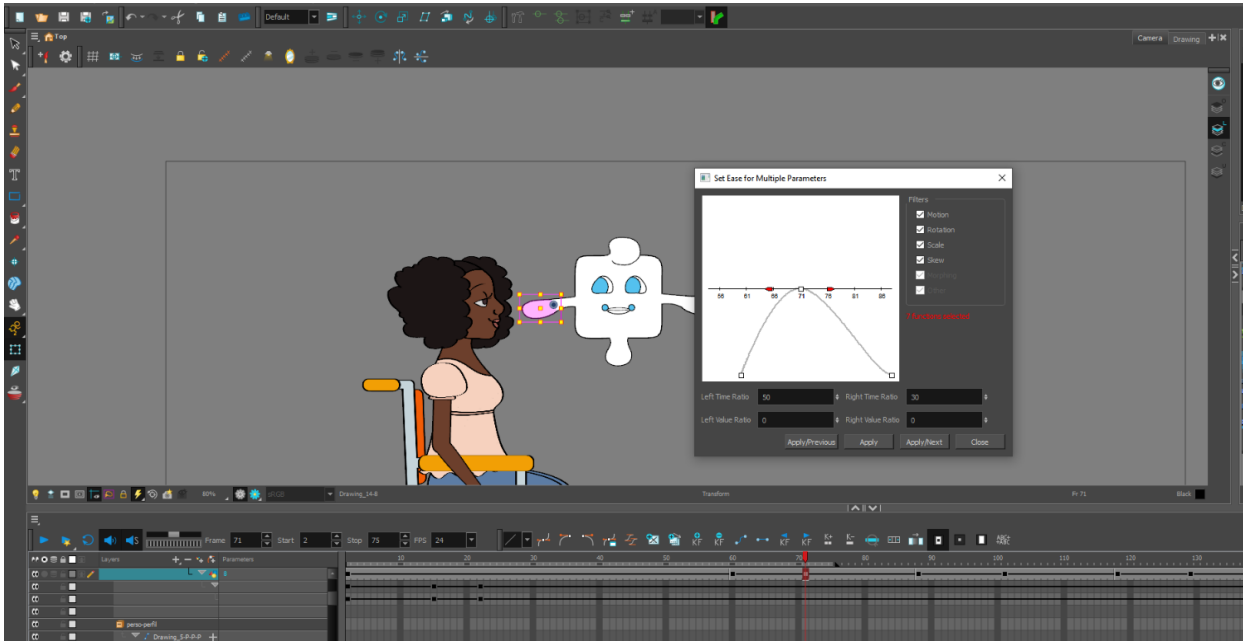 Default
Top
Camera Drawing
Set Ease for Multiple Parameters
Filters
Motion
Rotation
Scale
Skew
56 61 66 71 76 81 86
Left Time Ratio 50 Right Time Ratio 30
Left Value Ratio 0 Right Value Ratio 0
Apply/Previous Apply Apply/Next Close
80% sRGB Drawing_14-8 Transform Fr 71 Black
Frame 71 Start 2 Stop 75 FPS 24
Layers Parameters 10 20 30 40 50 60 70 80 90 100 110 120 130
perso-perfil
Drawing_S-P-P-P